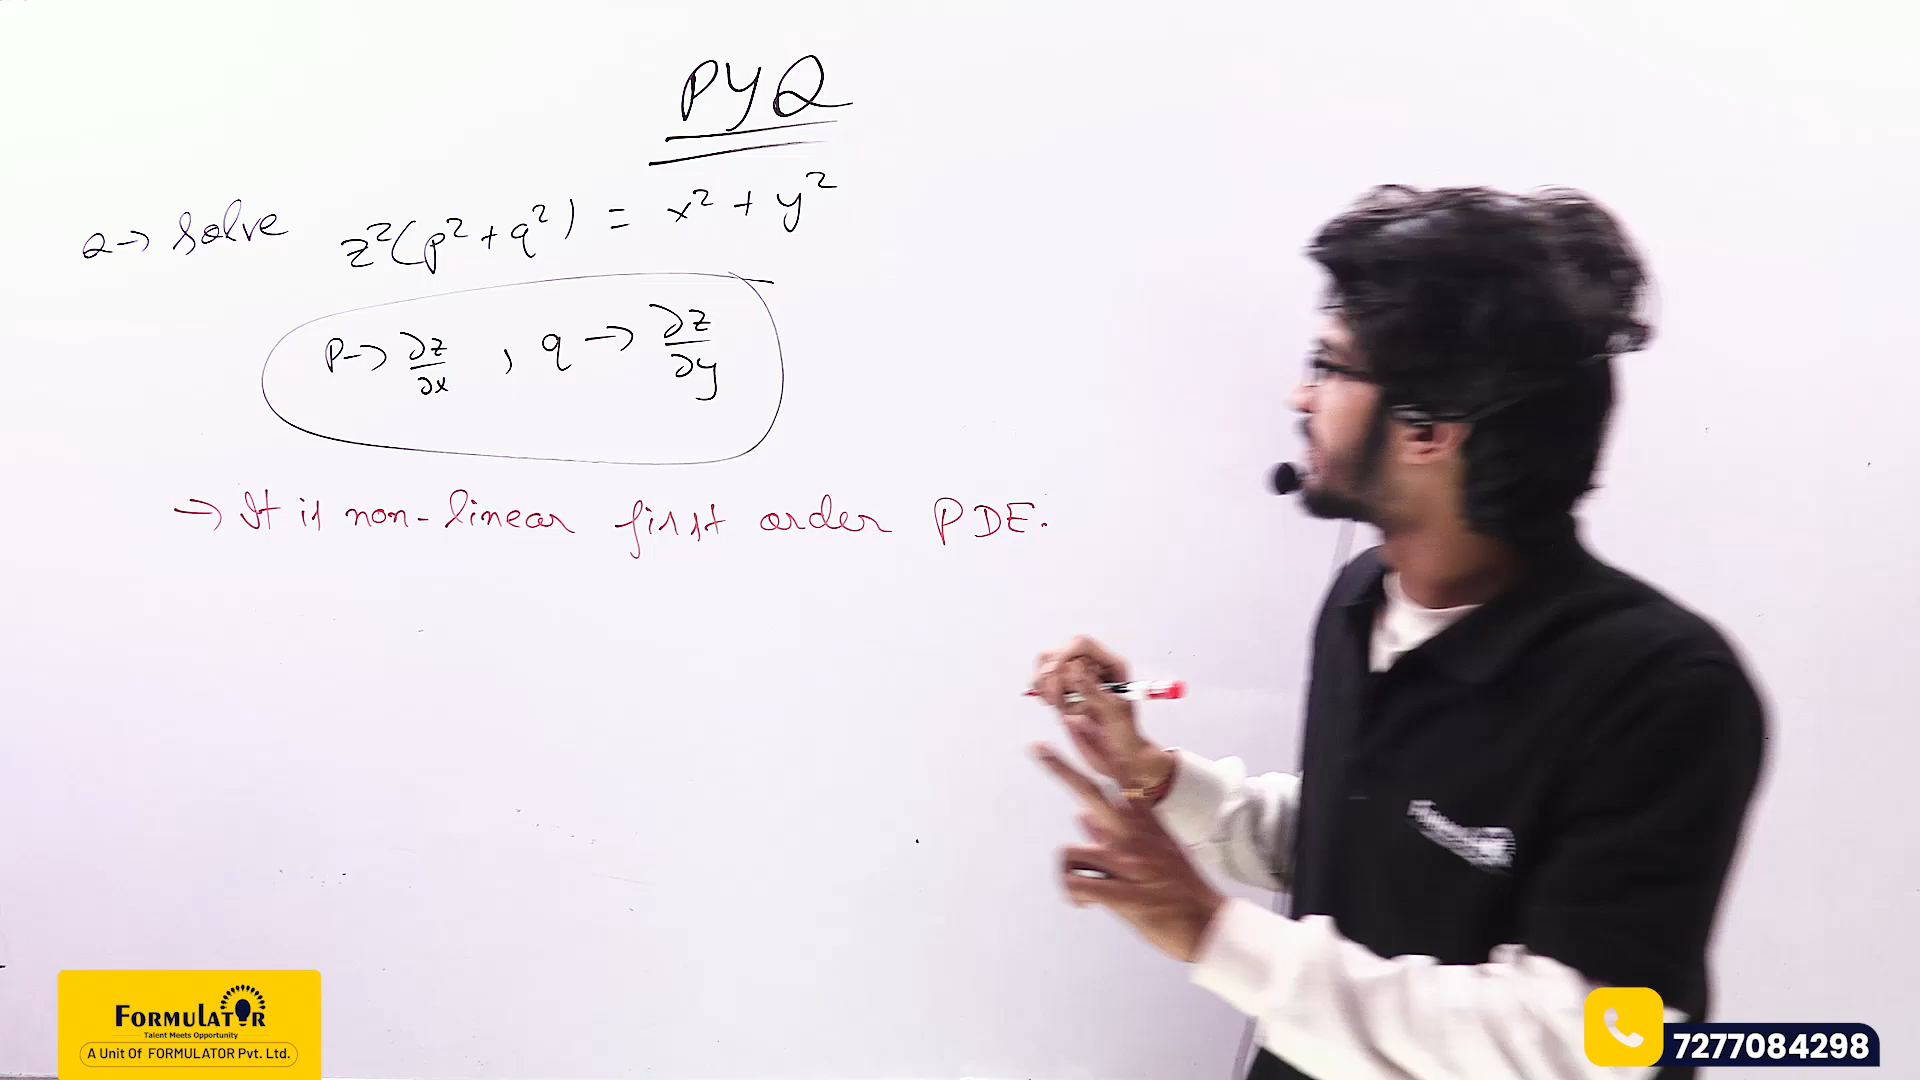 PYQ
Q→ Solve z²(p²+q²) = x² + y²
P→ ∂z/∂x , q → ∂z/∂y
→ It is non-linear first order PDE.
FORMULATOR
Talent Meets Opportunity
A Unit Of FORMULATOR Pvt. Ltd.
7277084298